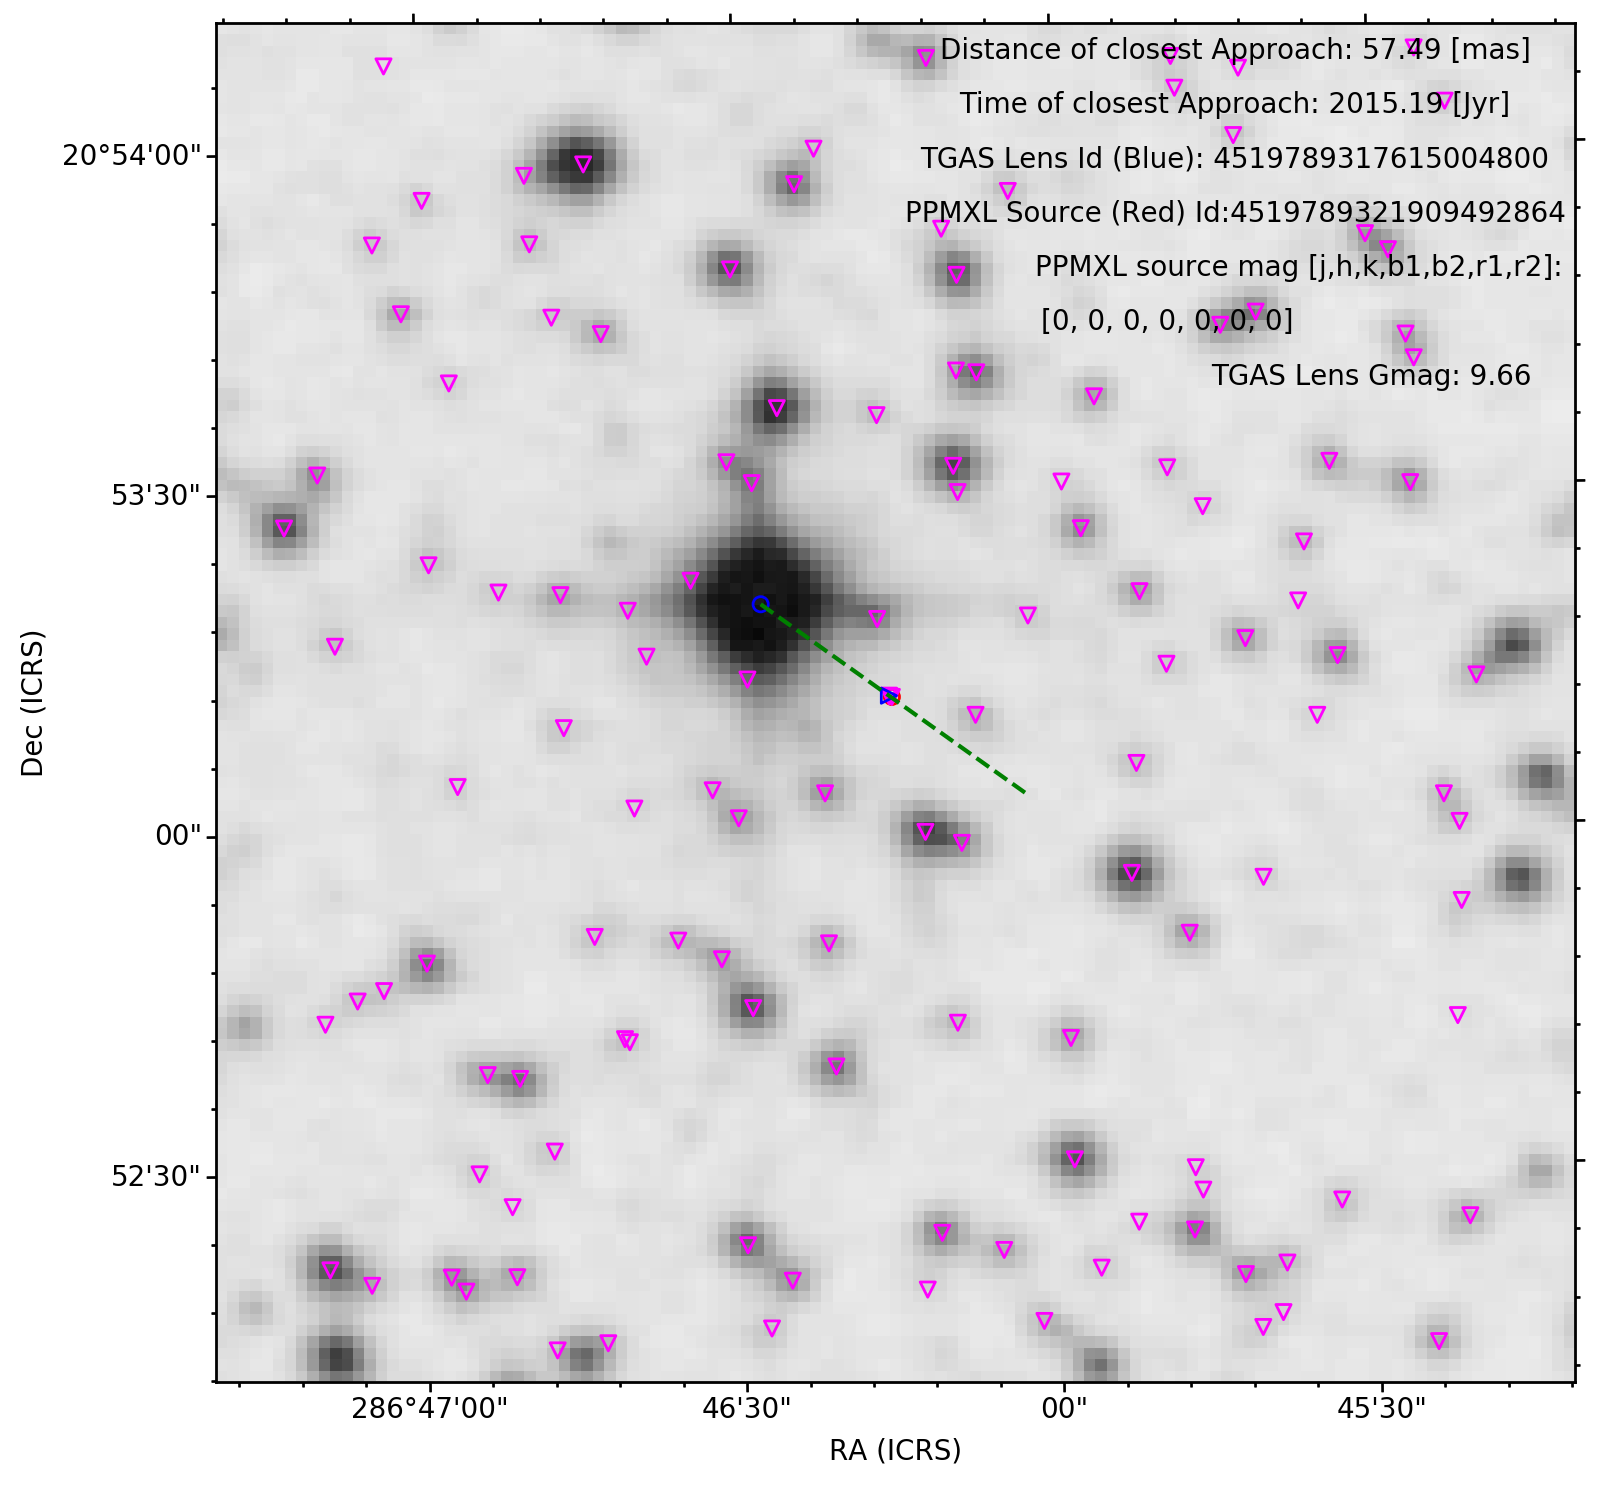 Distance of closest Approach: 57.49 [mas]
Time of closest Approach: 2015.19 [Jyr]
20°54'00"
TGAS Lens Id (Blue): 4519789317615004800
PPMXL Source (Red) Id:4519789321909492864
PPMXL source mag [j,h,k,b1,b2,r1,r2]:
[0, 0, 0, 0, 0, 0, 0]
TGAS Lens Gmag: 9.66
53'30"
Dec (ICRS)
00"
52'30"
286°47'00" 46'30" 00" 45'30"
RA (ICRS)